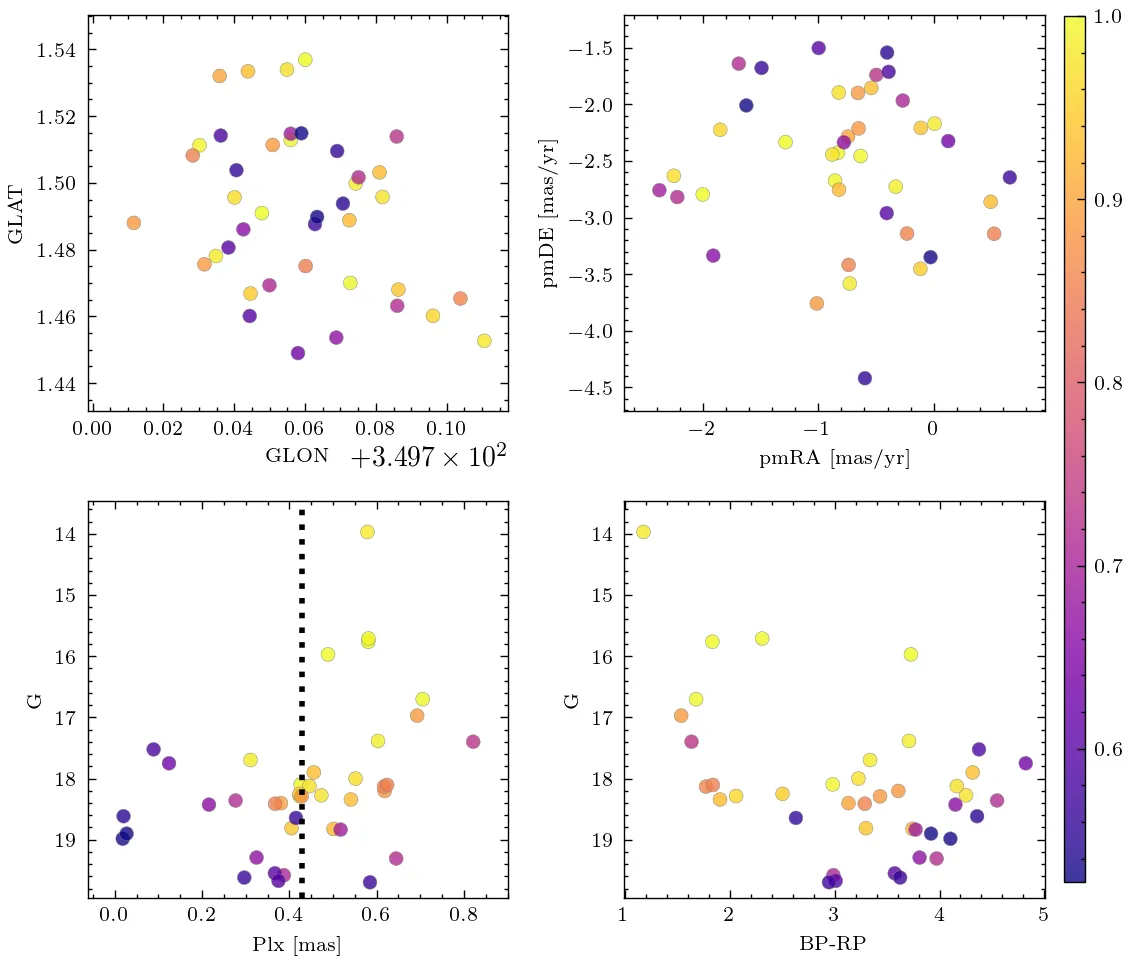 1.54
1.52
1.50
1.48
1.46
1.44
GLAT
0.00 0.02 0.04 0.06 0.08 0.10
GLON +3.497 × 10²
−1.5
−2.0
−2.5
−3.0
−3.5
−4.0
−4.5
pmDE [mas/yr]
−2 −1 0
pmRA [mas/yr]
14
15
16
17
18
19
G
0.0 0.2 0.4 0.6 0.8
Plx [mas]
14
15
16
17
18
19
G
1 2 3 4 5
BP-RP
1.0
0.9
0.8
0.7
0.6